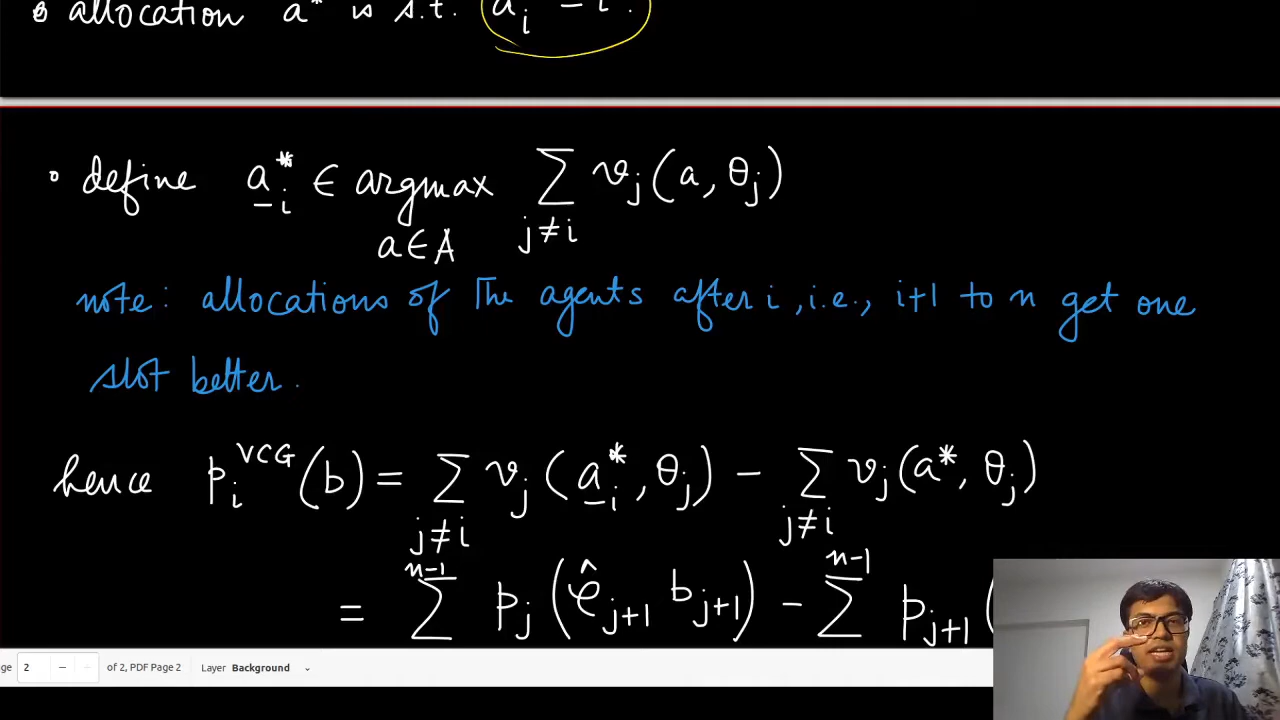 allocation a* is s.t. a_i* = i.
• define a*_{-i} ∈ argmax_{a∈A} Σ_{j≠i} v_j(a, θ_j)
note: allocations of the agents after i, i.e., i+1 to n get one
slot better.
hence p_i^{VCG}(b) = Σ_{j≠i} v_j(a*_{-i}, θ_j) - Σ_{j≠i} v_j(a*, θ_j)
= Σ^{n-1} p_j (ê_{j+1} b_{j+1}) - Σ^{n-1} p_{j+1} (
2 of 2, PDF Page 2 Layer Background